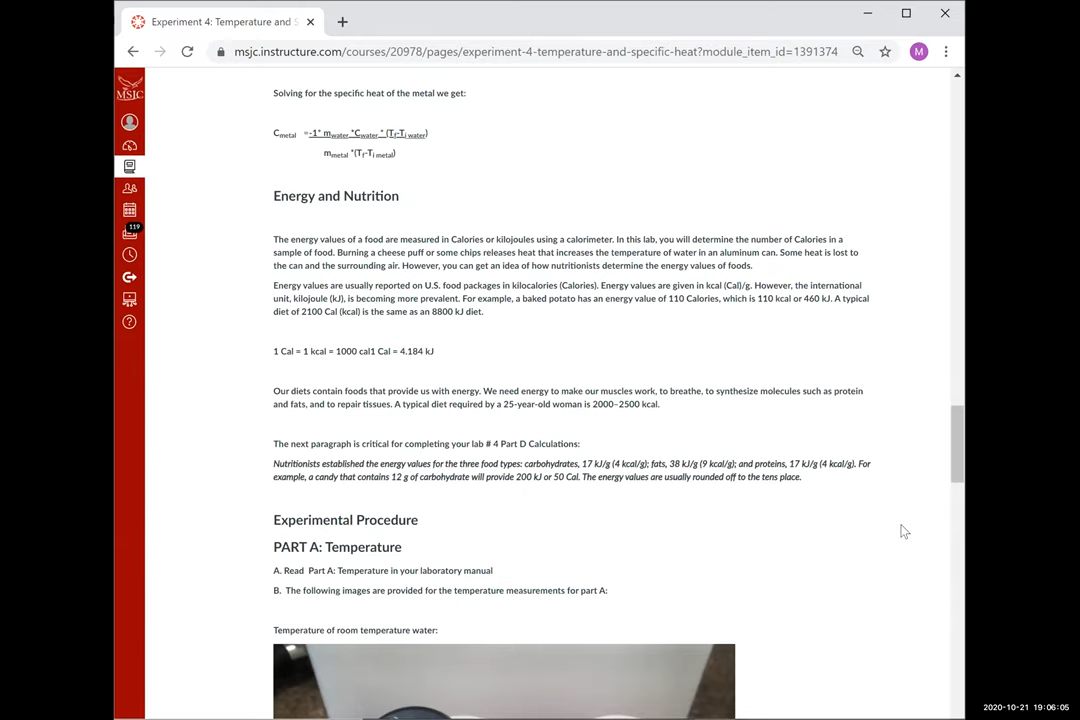 Experiment 4: Temperature and S
msjc.instructure.com/courses/20978/pages/experiment-4-temperature-and-specific-heat?module_item_id=1391374
M
MSJC
119
Solving for the specific heat of the metal we get:
Cmetal =-1* mwater *Cwater * (Tf-Ti water)
mmetal *(Tf-Ti metal)
Energy and Nutrition
The energy values of a food are measured in Calories or kilojoules using a calorimeter. In this lab, you will determine the number of Calories in a
sample of food. Burning a cheese puff or some chips releases heat that increases the temperature of water in an aluminum can. Some heat is lost to
the can and the surrounding air. However, you can get an idea of how nutritionists determine the energy values of foods.
Energy values are usually reported on U.S. food packages in kilocalories (Calories). Energy values are given in kcal (Cal)/g. However, the international
unit, kilojoule (kJ), is becoming more prevalent. For example, a baked potato has an energy value of 110 Calories, which is 110 kcal or 460 kJ. A typical
diet of 2100 Cal (kcal) is the same as an 8800 kJ diet.
1 Cal = 1 kcal = 1000 cal1 Cal = 4.184 kJ
Our diets contain foods that provide us with energy. We need energy to make our muscles work, to breathe, to synthesize molecules such as protein
and fats, and to repair tissues. A typical diet required by a 25-year-old woman is 2000–2500 kcal.
The next paragraph is critical for completing your lab # 4 Part D Calculations:
Nutritionists established the energy values for the three food types: carbohydrates, 17 kJ/g (4 kcal/g); fats, 38 kJ/g (9 kcal/g); and proteins, 17 kJ/g (4 kcal/g). For
example, a candy that contains 12 g of carbohydrate will provide 200 kJ or 50 Cal. The energy values are usually rounded off to the tens place.
Experimental Procedure
PART A: Temperature
A. Read Part A: Temperature in your laboratory manual
B. The following images are provided for the temperature measurements for part A:
Temperature of room temperature water:
2020-10-21 19:06:05